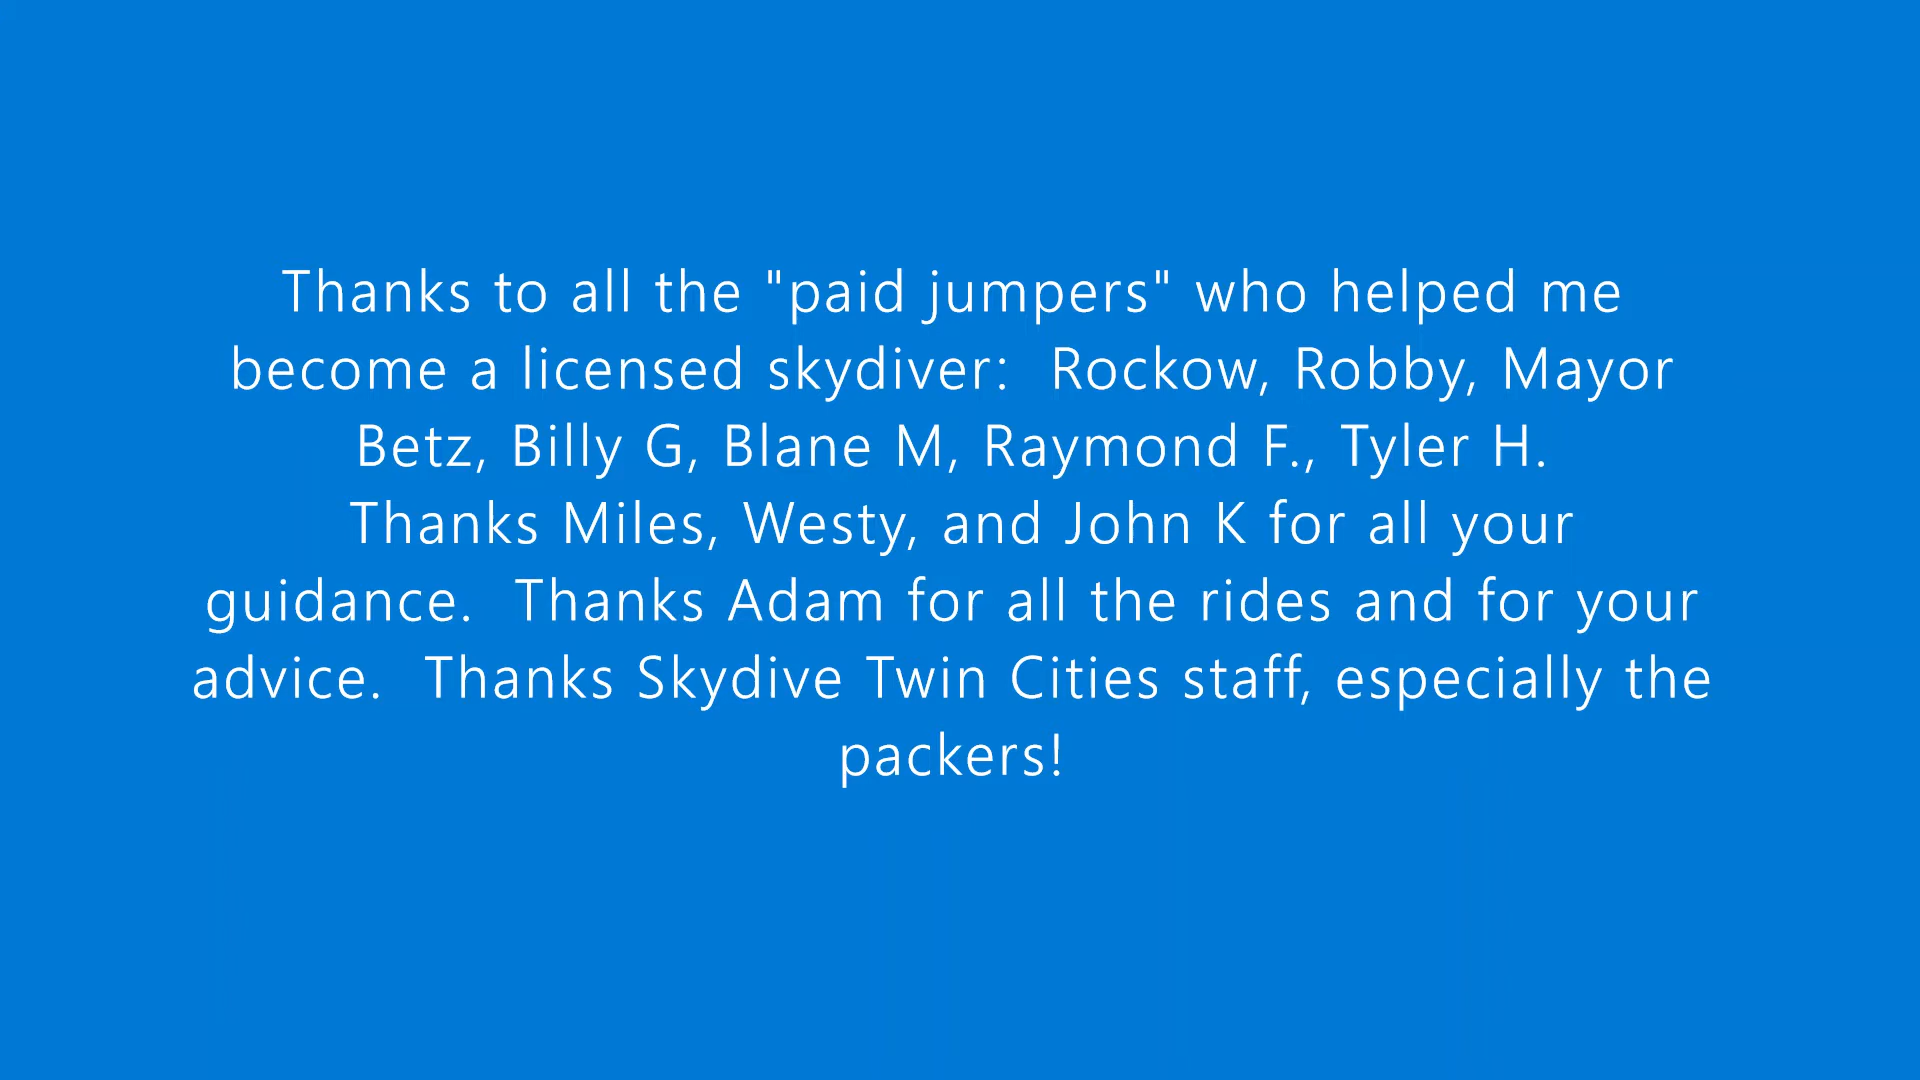 Thanks to all the "paid jumpers" who helped me
become a licensed skydiver:  Rockow, Robby, Mayor
Betz, Billy G, Blane M, Raymond F., Tyler H.
Thanks Miles, Westy, and John K for all your
guidance.  Thanks Adam for all the rides and for your
advice.  Thanks Skydive Twin Cities staff, especially the
packers!